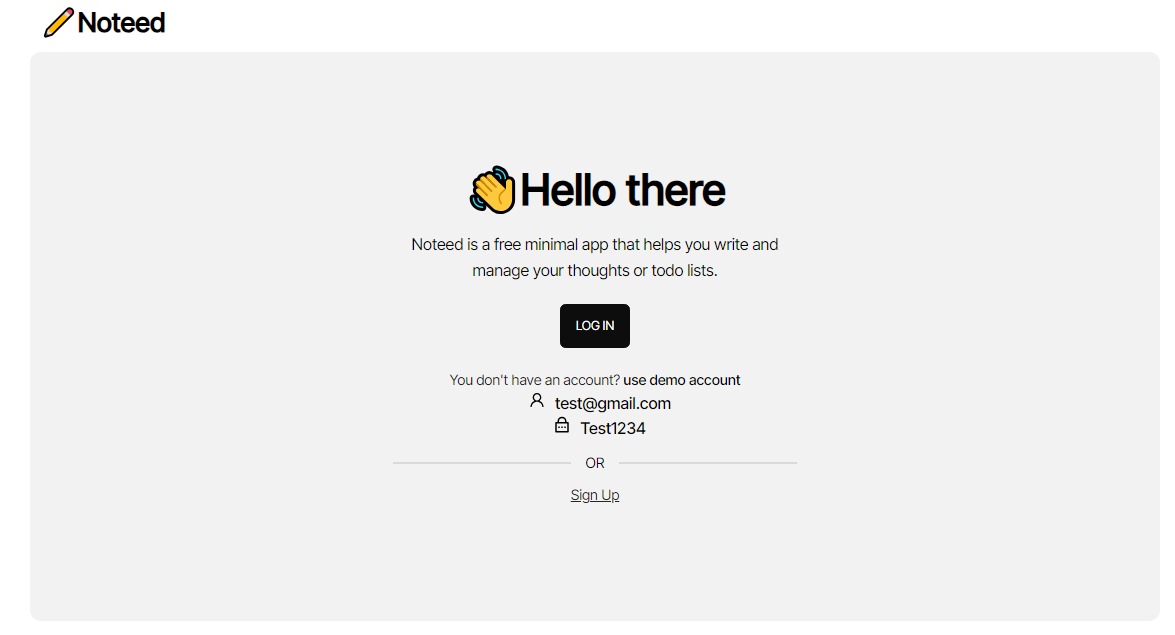 Noteed
Hello there
Noteed is a free minimal app that helps you write and
manage your thoughts or todo lists.
LOG IN
You don't have an account? use demo account
test@gmail.com
Test1234
OR
Sign Up